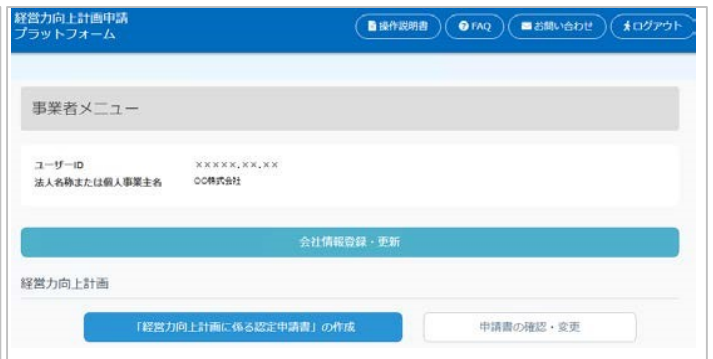 経営力向上計画申請
プラットフォーム
操作説明書
FAQ
お問い合わせ
ログアウト
事業者メニュー
ユーザーID ×××××.××.××
法人名称または個人事業主名 〇〇株式会社
会社情報登録・更新
経営力向上計画
「経営力向上計画に係る認定申請書」の作成
申請書の確認・変更